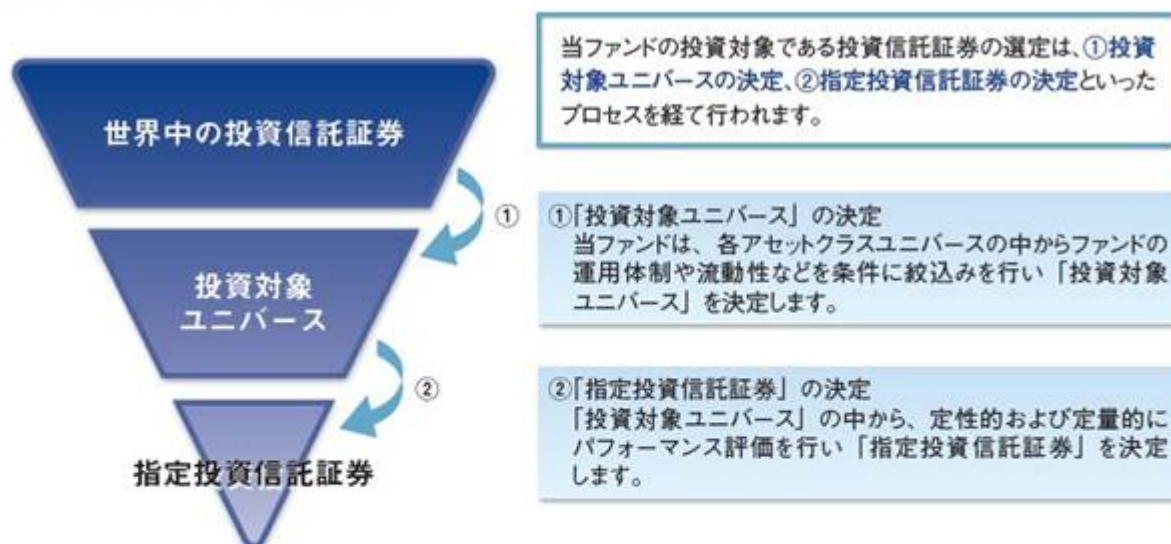 世界中の投資信託証券
①
投資対象
ユニバース
②
指定投資信託証券
当ファンドの投資対象である投資信託証券の選定は、①投資
対象ユニバースの決定、②指定投資信託証券の決定といった
プロセスを経て行われます。
①「投資対象ユニバース」の決定
当ファンドは、各アセットクラスユニバースの中からファンドの
運用体制や流動性などを条件に絞込みを行い「投資対象
ユニバース」を決定します。
②「指定投資信託証券」の決定
「投資対象ユニバース」の中から、定性的および定量的に
パフォーマンス評価を行い「指定投資信託証券」を決定
します。